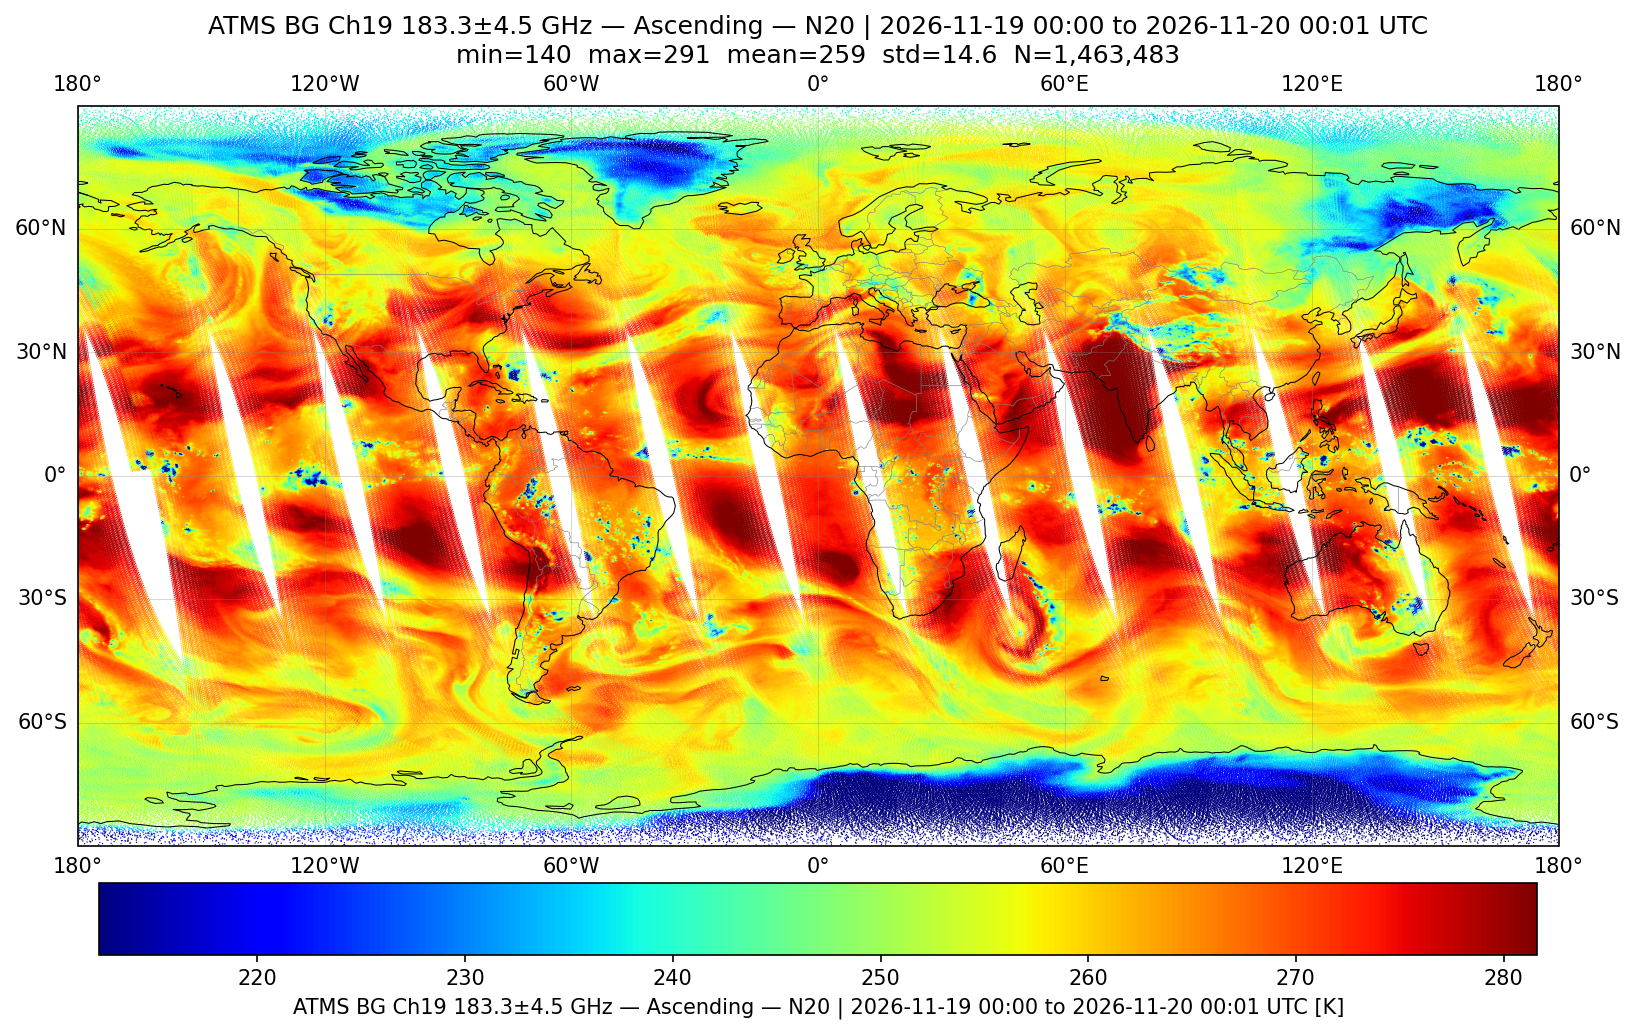 ATMS BG Ch19 183.3±4.5 GHz — Ascending — N20 | 2026-11-19 00:00 to 2026-11-20 00:01 UTC
min=140  max=291  mean=259  std=14.6  N=1,463,483
180° 120°W 60°W 0° 60°E 120°E 180°
60°N 60°N
30°N 30°N
0° 0°
30°S 30°S
60°S 60°S
180° 120°W 60°W 0° 60°E 120°E 180°
220 230 240 250 260 270 280
ATMS BG Ch19 183.3±4.5 GHz — Ascending — N20 | 2026-11-19 00:00 to 2026-11-20 00:01 UTC [K]